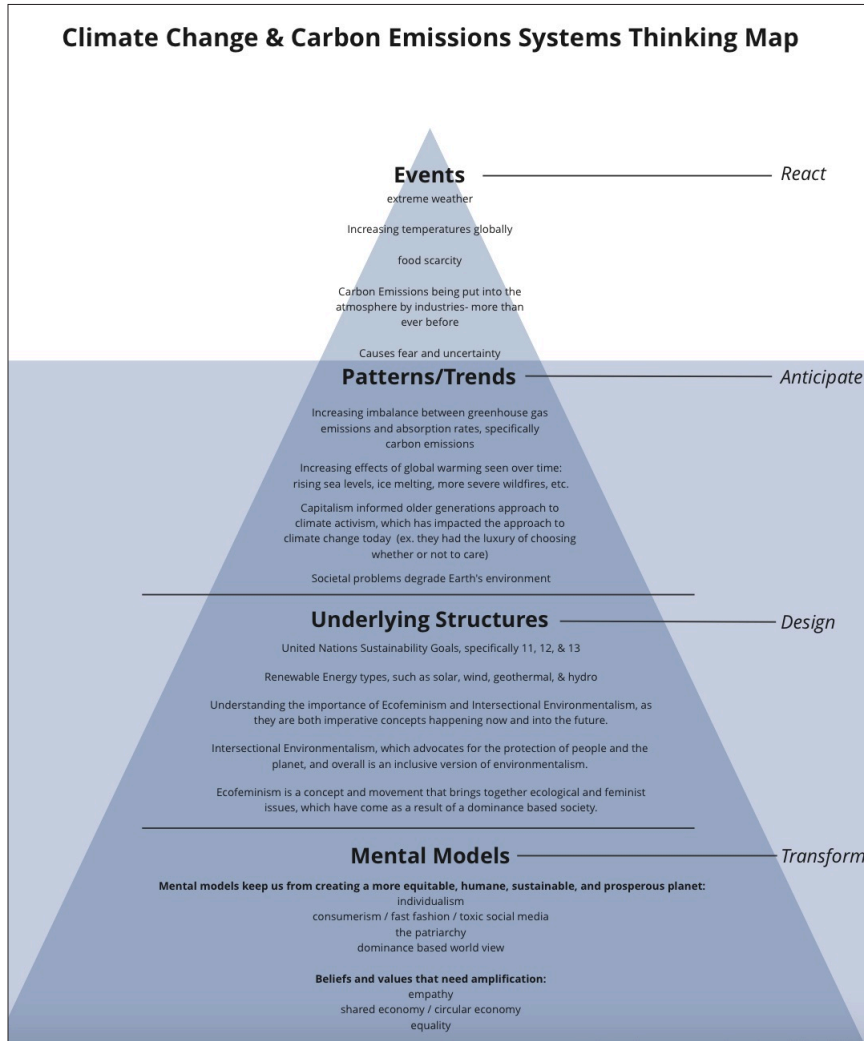 Climate Change & Carbon Emissions Systems Thinking Map
Events
React
extreme weather
Increasing temperatures globally
food scarcity
Carbon Emissions being put into the
atmosphere by industries- more than
ever before
Causes fear and uncertainty
Patterns/Trends
Anticipate
Increasing imbalance between greenhouse gas
emissions and absorption rates, specifically
carbon emissions
Increasing effects of global warming seen over time:
rising sea levels, ice melting, more severe wildfires, etc.
Capitalism informed older generations approach to
climate activism, which has impacted the approach to
climate change today  (ex. they had the luxury of choosing
whether or not to care)
Societal problems degrade Earth's environment
Underlying Structures
Design
United Nations Sustainability Goals, specifically 11, 12, & 13
Renewable Energy types, such as solar, wind, geothermal, & hydro
Understanding the importance of Ecofeminism and Intersectional Environmentalism, as
they are both imperative concepts happening now and into the future.
Intersectional Environmentalism, which advocates for the protection of people and the
planet, and overall is an inclusive version of environmentalism.
Ecofeminism is a concept and movement that brings together ecological and feminist
issues, which have come as a result of a dominance based society.
Mental Models
Transform
Mental models keep us from creating a more equitable, humane, sustainable, and prosperous planet:
individualism
consumerism / fast fashion / toxic social media
the patriarchy
dominance based world view
Beliefs and values that need amplification:
empathy
shared economy / circular economy
equality